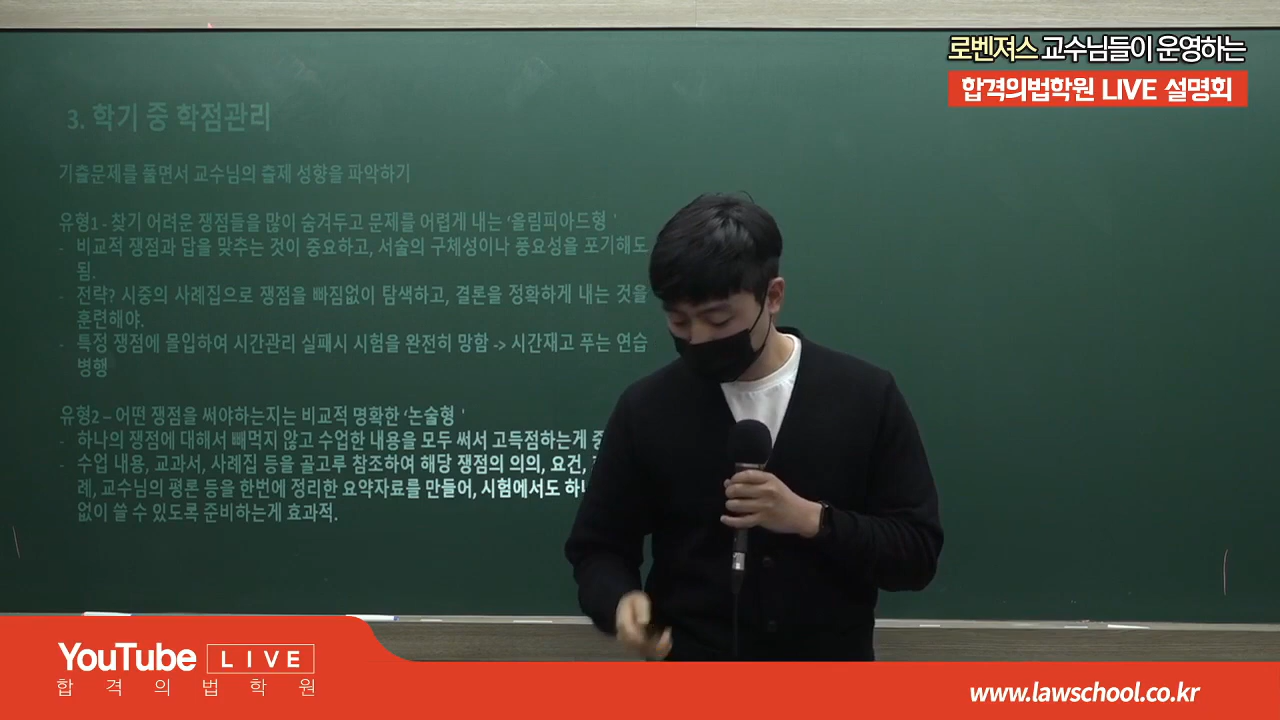 로벤져스 교수님들이 운영하는
합격의법학원 LIVE 설명회
3. 학기 중 학점관리
기출문제를 풀면서 교수님의 출제 성향을 파악하기
유형1 - 찾기 어려운 쟁점들을 많이 숨겨두고 문제를 어렵게 내는 '올림피아드형 '
- 비교적 쟁점과 답을 맞추는 것이 중요하고, 서술의 구체성이나 풍요성을 포기해도
됨.
- 전략? 시중의 사례집으로 쟁점을 빠짐없이 탐색하고, 결론을 정확하게 내는 것을
훈련해야.
- 특정 쟁점에 몰입하여 시간관리 실패시 시험을 완전히 망함 -> 시간재고 푸는 연습
병행
유형2 – 어떤 쟁점을 써야하는지는 비교적 명확한 '논술형 '
- 하나의 쟁점에 대해서 빼먹지 않고 수업한 내용을 모두 써서 고득점하는게
- 수업 내용, 교과서, 사례집 등을 골고루 참조하여 해당 쟁점의 의의, 요건,
례, 교수님의 평론 등을 한번에 정리한 요약자료를 만들어, 시험에서도
없이 쓸 수 있도록 준비하는게 효과적.
YouTube LIVE
합격의법학원
www.lawschool.co.kr